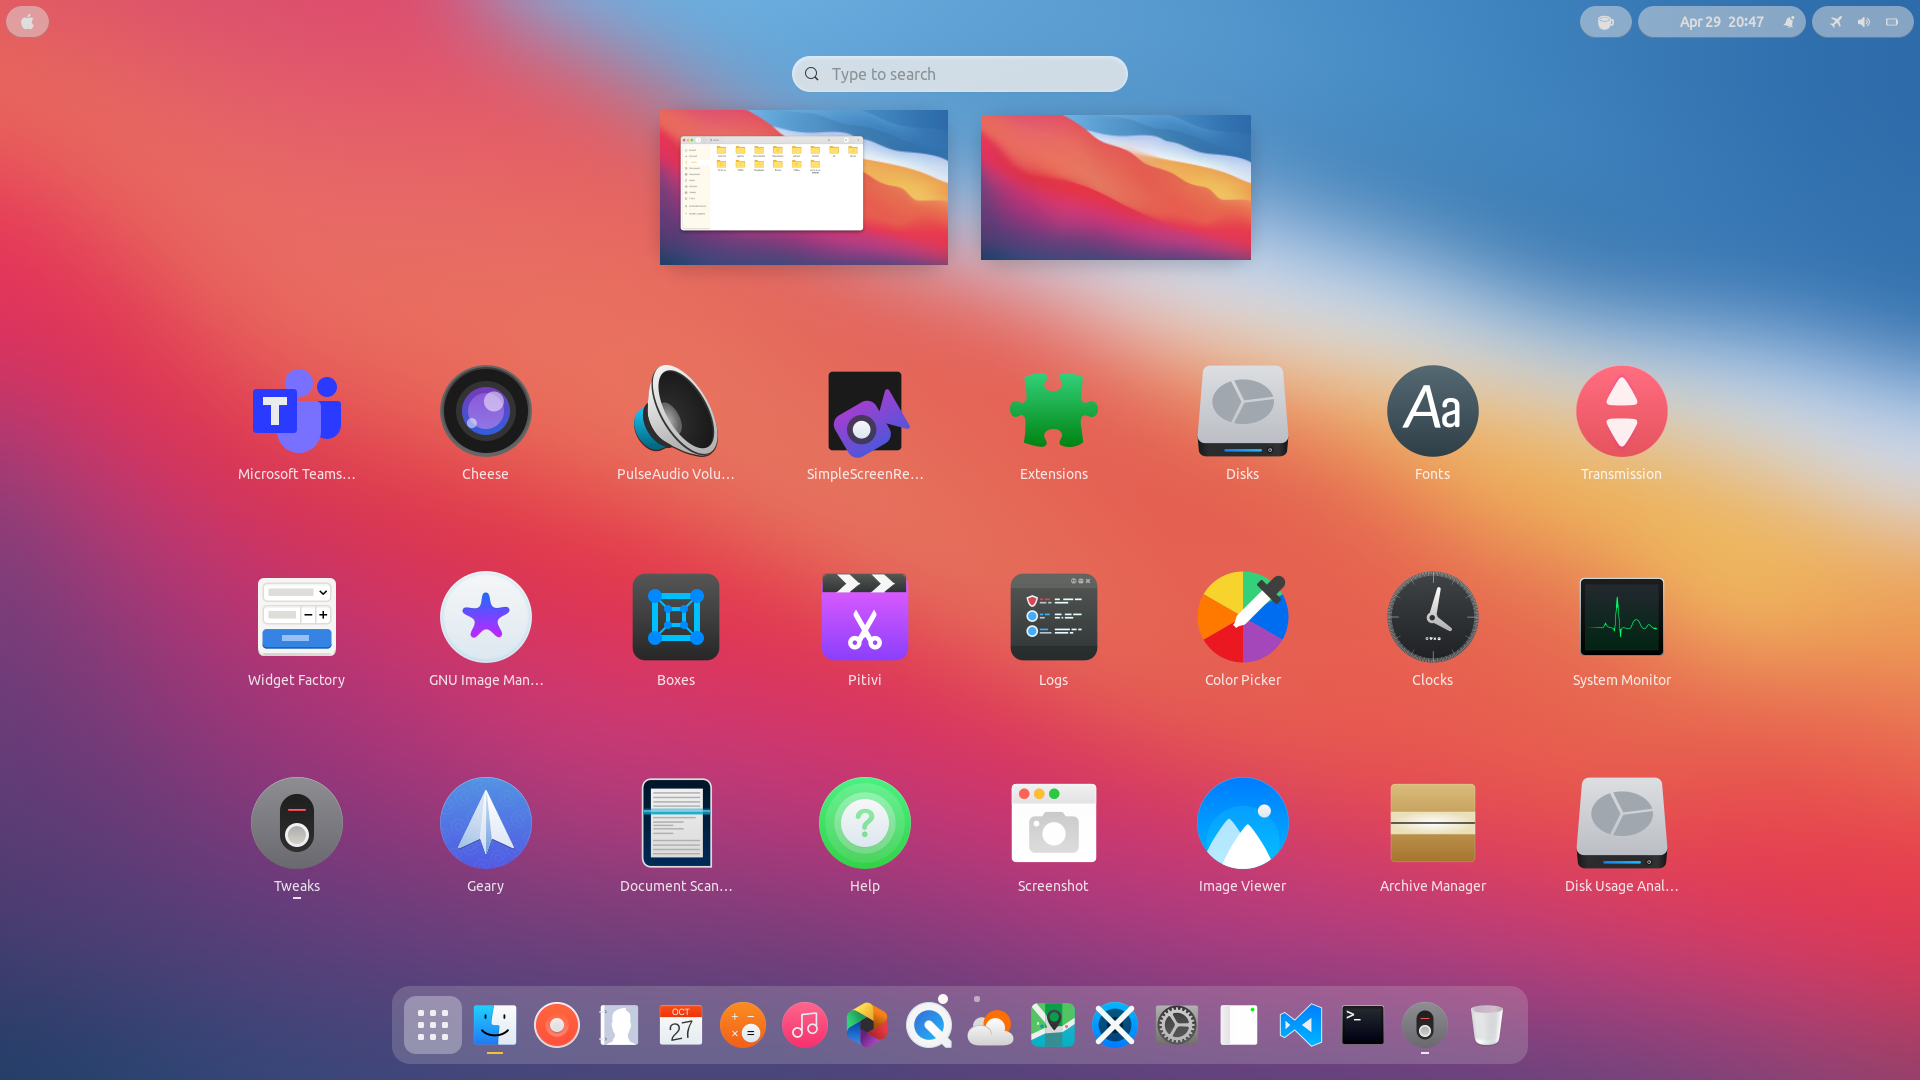 Apr 29 20:47
Type to search
Microsoft Teams...
Cheese
PulseAudio Volu...
SimpleScreenRe...
Extensions
Disks
Aa
Fonts
Transmission
Widget Factory
GNU Image Man...
Boxes
Pitivi
Logs
Color Picker
Clocks
System Monitor
Tweaks
Geary
Document Scan...
?
Help
Screenshot
Image Viewer
Archive Manager
Disk Usage Anal...
OCT
27
>_